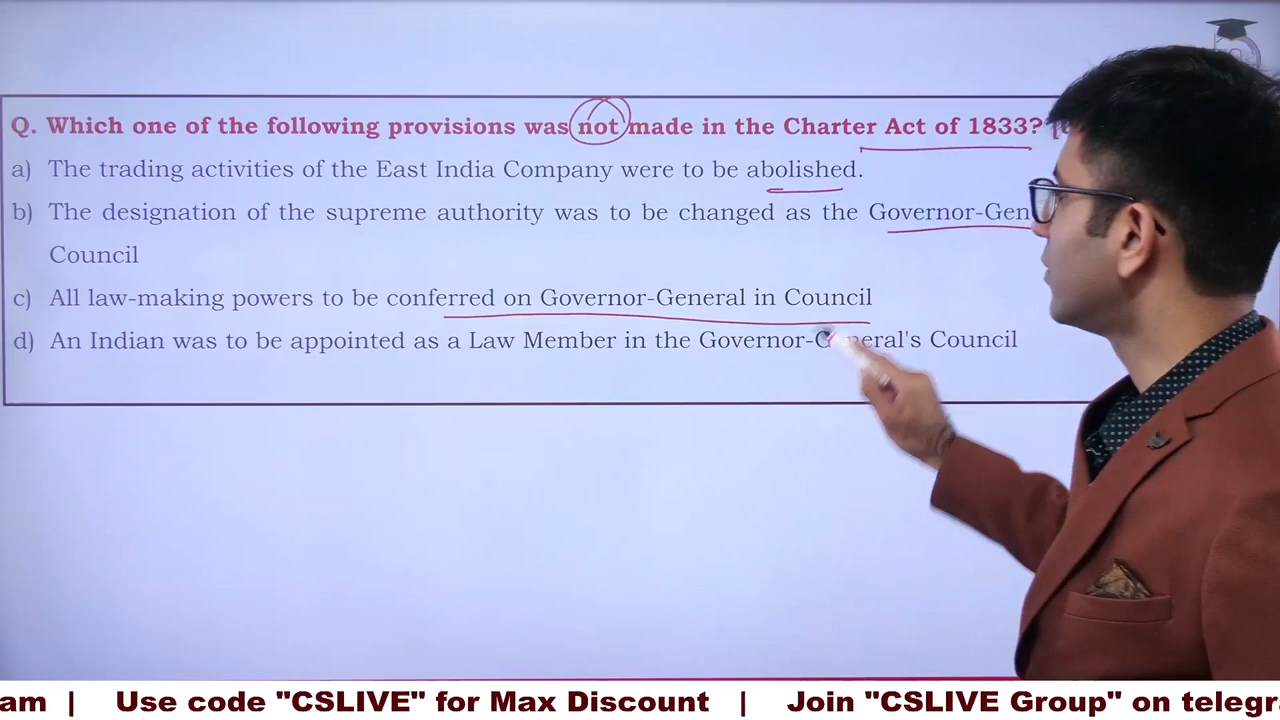 Q. Which one of the following provisions was not made in the Charter Act of 1833?
a) The trading activities of the East India Company were to be abolished.
b) The designation of the supreme authority was to be changed as the Governor-Gen
Council
c) All law-making powers to be conferred on Governor-General in Council
d) An Indian was to be appointed as a Law Member in the Governor-General's Council
am | Use code "CSLIVE" for Max Discount | Join "CSLIVE Group" on telegr